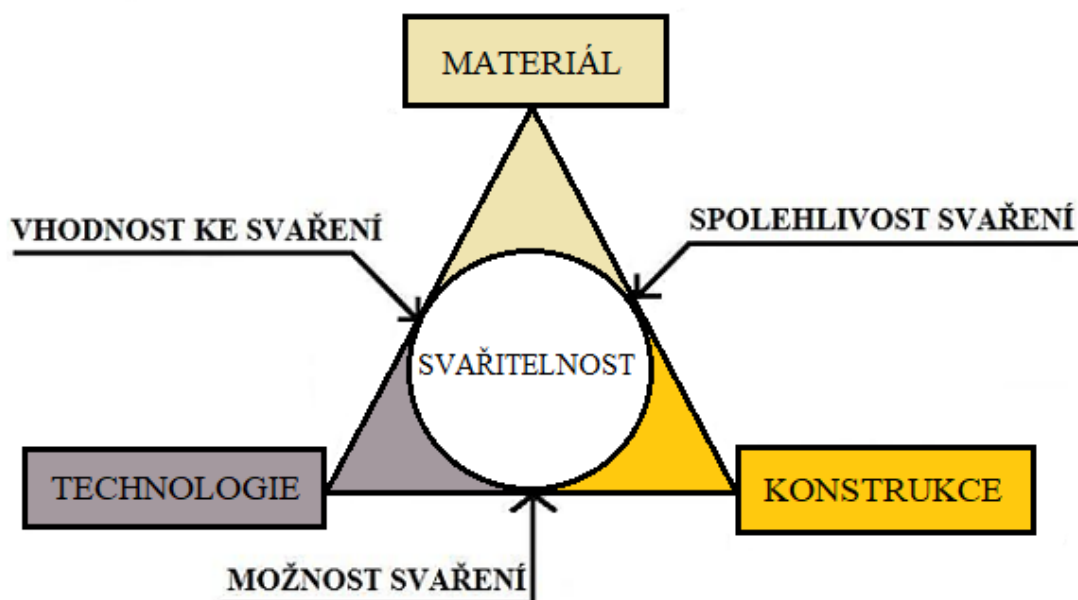 MATERIÁL
VHODNOST KE SVAŘENÍ
SPOLEHLIVOST SVAŘENÍ
SVAŘITELNOST
TECHNOLOGIE
KONSTRUKCE
MOŽNOST SVAŘENÍ